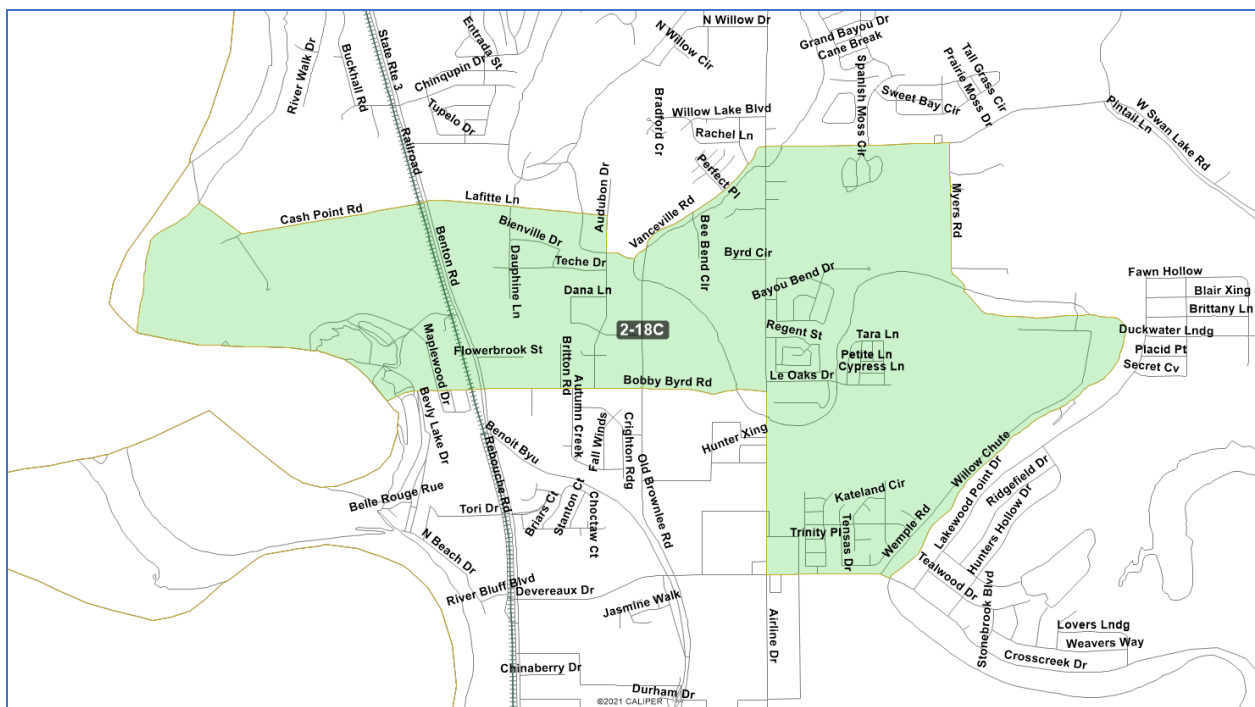 N Willow Dr
Grand Bayou Dr
Cane Break
Entrada St
State Rte 3
River Walk Dr
Buckhall Rd
N Willow Cir
Chinqupin Dr
Tall Grass Cir
Prairie Moss Dr
Spanish Moss Cir
Sweet Bay Cir
Pintail Ln
W Swan Lake Rd
Bradford Cr
Willow Lake Blvd
Tupelo Dr
Rachel Ln
Railroad
Perfect Pl
Audubon Dr
Lafitte Ln
Cash Point Rd
Myers Rd
Vanceville Rd
Bienville Dr
Benton Rd
Bee Bend Cir
Byrd Cir
Teche Dr
Dauphine Ln
Bayou Bend Dr
Fawn Hollow
Blair Xing
Dana Ln
Brittany Ln
2-18C
Regent St
Tara Ln
Duckwater Lndg
Maplewood Dr
Flowerbrook St
Petite Ln
Placid Pt
Cypress Ln
Secret Cv
Britton Rd
Le Oaks Dr
Bobby Byrd Rd
Bevly Lake Dr
Autumn Creek
Fall Winds
Crighton Rdg
Hunter Xing
Benoit Byu
Rebouche Rd
Old Brownlee Rd
Willow Chute
Lakewood Point Dr
Ridgefield Dr
Belle Rouge Rue
Kateland Cir
Tori Dr
Briars Ct
Stanton Ct
Choctaw Ct
Trinity Pl
Tensas Dr
Wemple Rd
Hunters Hollow Dr
N Beach Dr
Tealwood Dr
River Bluff Blvd
Devereaux Dr
Jasmine Walk
Airline Dr
Stonebrook Blvd
Lovers Lndg
Weavers Way
Crosscreek Dr
Chinaberry Dr
Durham Dr
©2021 CALIPER